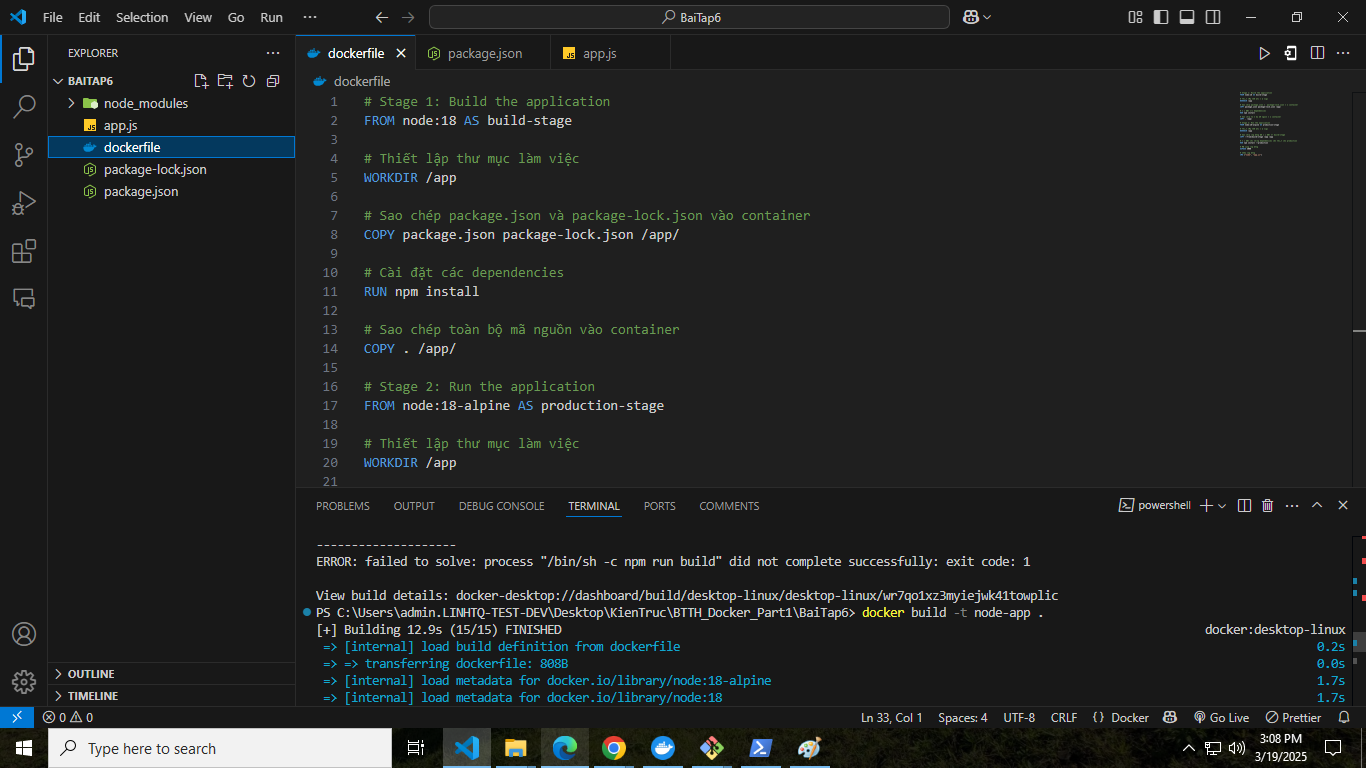 File Edit Selection View Go Run ···
BaiTap6
EXPLORER
BAITAP6
node_modules
app.js
dockerfile
package-lock.json
package.json
OUTLINE
TIMELINE
dockerfile
package.json
app.js
dockerfile
1 # Stage 1: Build the application
2 FROM node:18 AS build-stage
3
4 # Thiết lập thư mục làm việc
5 WORKDIR /app
6
7 # Sao chép package.json và package-lock.json vào container
8 COPY package.json package-lock.json /app/
9
10 # Cài đặt các dependencies
11 RUN npm install
12
13 # Sao chép toàn bộ mã nguồn vào container
14 COPY . /app/
15
16 # Stage 2: Run the application
17 FROM node:18-alpine AS production-stage
18
19 # Thiết lập thư mục làm việc
20 WORKDIR /app
21
PROBLEMS OUTPUT DEBUG CONSOLE TERMINAL PORTS COMMENTS
powershell
--------------------
ERROR: failed to solve: process "/bin/sh -c npm run build" did not complete successfully: exit code: 1
View build details: docker-desktop://dashboard/build/desktop-linux/desktop-linux/wr7qo1xz3myiejwk41towplic
PS C:\Users\admin.LINHTQ-TEST-DEV\Desktop\KienTruc\BTTH_Docker_Part1\BaiTap6> docker build -t node-app .
[+] Building 12.9s (15/15) FINISHED docker:desktop-linux
=> [internal] load build definition from dockerfile 0.2s
=> => transferring dockerfile: 808B 0.0s
=> [internal] load metadata for docker.io/library/node:18-alpine 1.7s
=> [internal] load metadata for docker.io/library/node:18 1.7s
0 0 Ln 33, Col 1 Spaces: 4 UTF-8 CRLF {} Docker Go Live Prettier
Type here to search
3:08 PM
3/19/2025